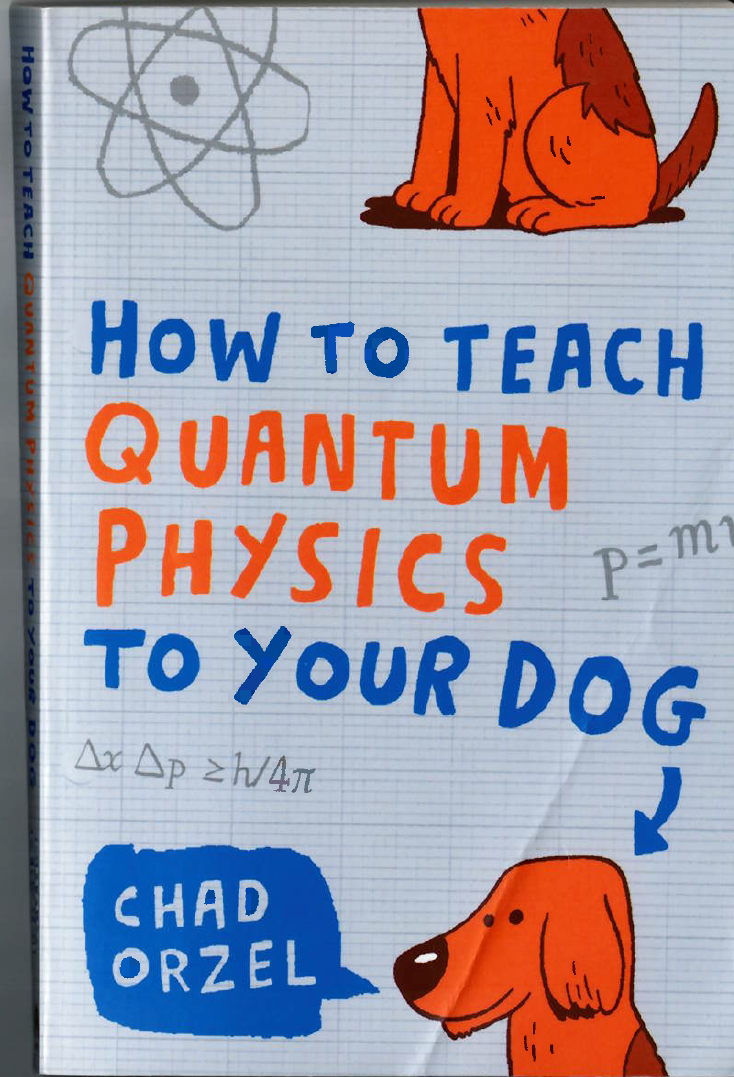 HOW TO TEACH QUANTUM PHYSICS TO YOUR DOG
HOW TO TEACH
QUANTUM
PHYSICS
P=m
TO YOUR DOG
Δx Δp ≥h/4π
CHAD
ORZEL